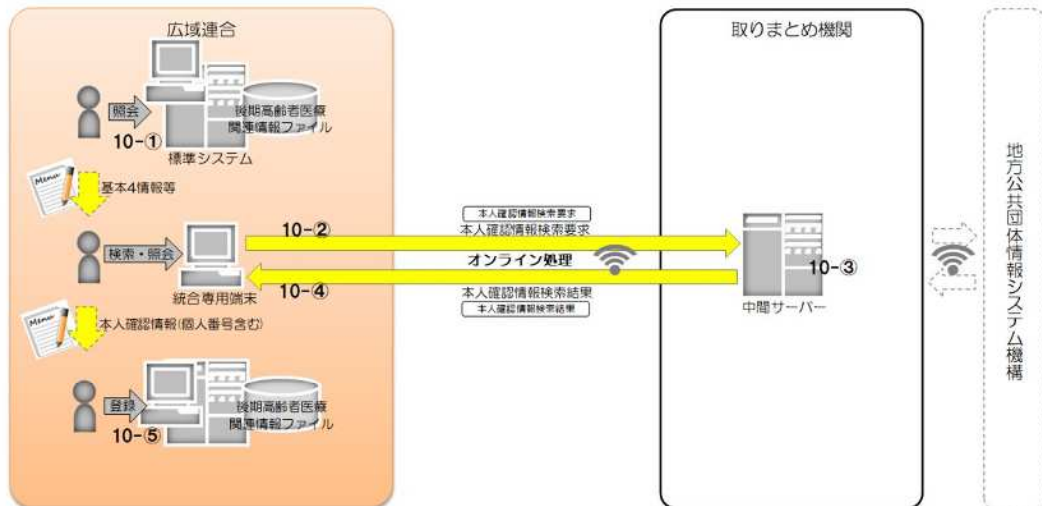 広域連合
照会
10-①
後期高齢者医療
関連情報ファイル
標準システム
Menu
基本4情報等
検索・照会
統合専用端末
10-②
本人確認情報検索要求
本人確認情報検索要求
オンライン処理
10-④
本人確認情報検索結果
本人確認情報検索結果
Menu
本人確認情報(個人番号含む)
登録
10-⑤
後期高齢者医療
関連情報ファイル
取りまとめ機関
10-③
中間サーバー
地方公共団体情報システム機構